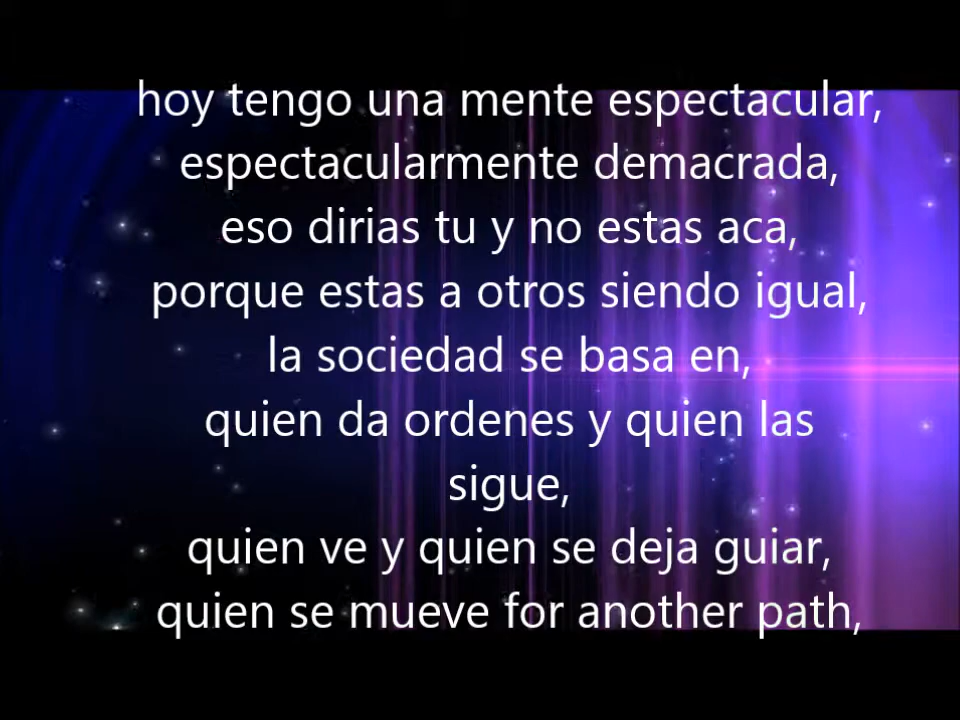 hoy tengo una mente espectacular,
espectacularmente demacrada,
eso dirias tu y no estas aca,
porque estas a otros siendo igual,
la sociedad se basa en,
quien da ordenes y quien las
sigue,
quien ve y quien se deja guiar,
quien se mueve for another path,